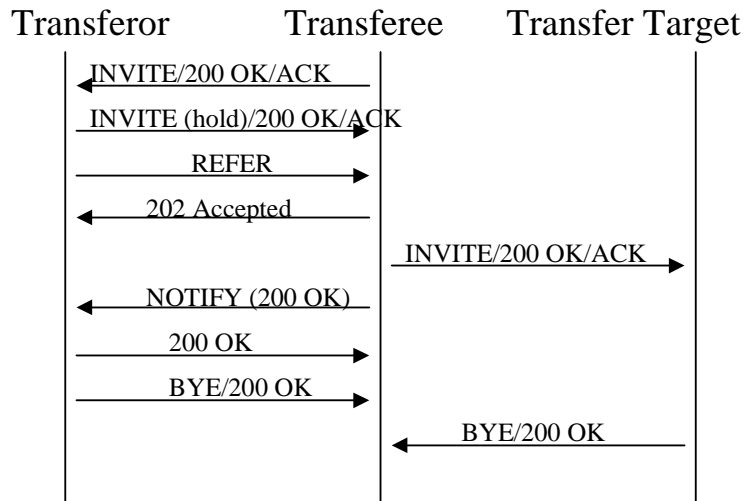 Transferor Transferee Transfer Target
INVITE/200 OK/ACK
INVITE (hold)/200 OK/ACK
REFER
202 Accepted
INVITE/200 OK/ACK
NOTIFY (200 OK)
200 OK
BYE/200 OK
BYE/200 OK